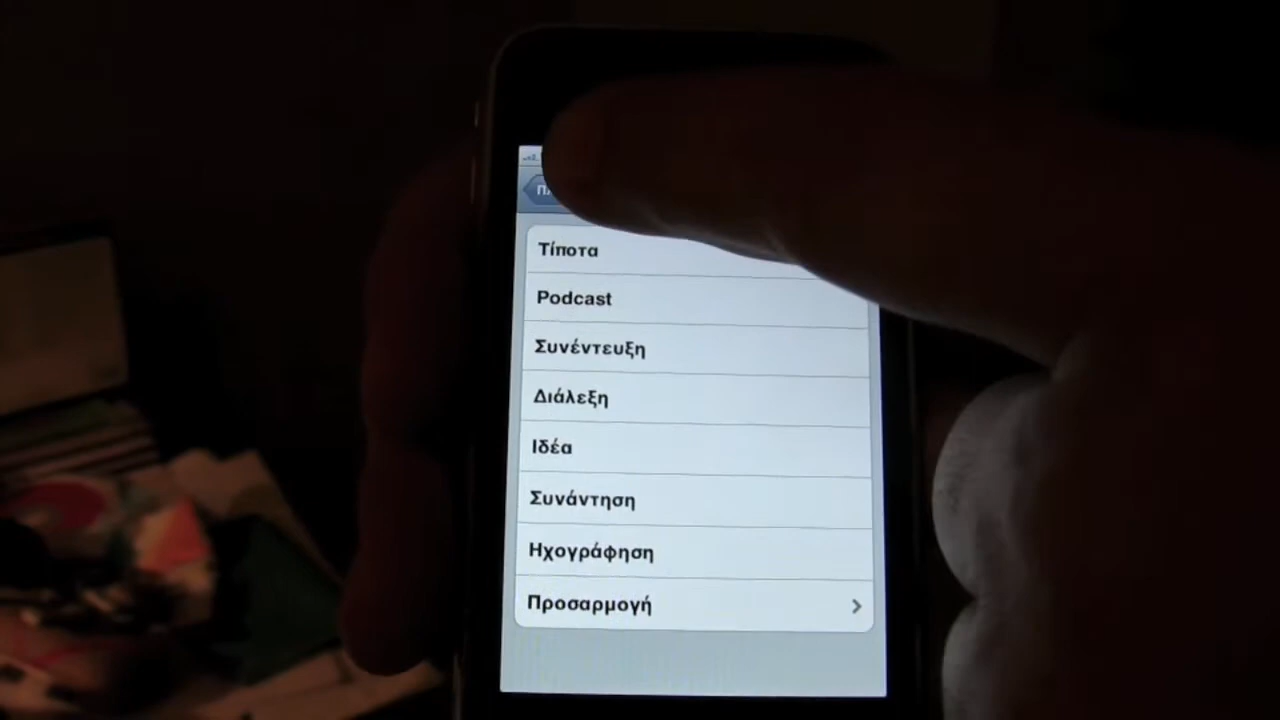 Τίποτα
Podcast
Συνέντευξη
Διάλεξη
Ιδέα
Συνάντηση
Ηχογράφηση
Προσαρμογή